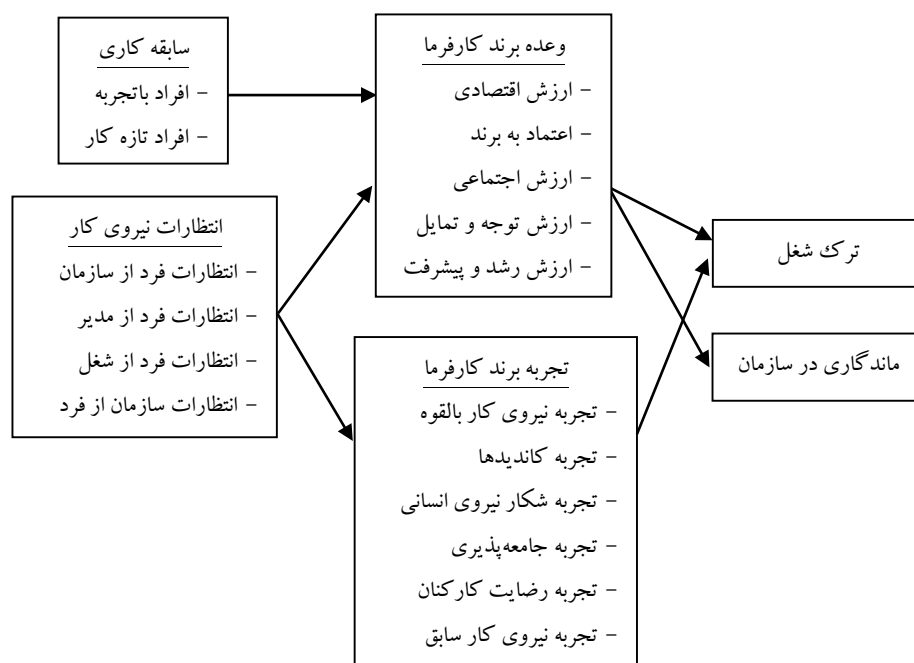 سابقه کاری
– افراد باتجربه
– افراد تازه کار
وعده برند کارفرما
– ارزش اقتصادی
– اعتماد به برند
– ارزش اجتماعی
– ارزش توجه و تمایل
– ارزش رشد و پیشرفت
انتظارات نیروی کار
– انتظارات فرد از سازمان
– انتظارات فرد از مدیر
– انتظارات فرد از شغل
– انتظارات سازمان از فرد
تجربه برند کارفرما
– تجربه نیروی کار بالقوه
– تجربه کاندیدها
– تجربه شکار نیروی انسانی
– تجربه جامعه‌پذیری
– تجربه رضایت کارکنان
– تجربه نیروی کار سابق
ترک شغل
ماندگاری در سازمان